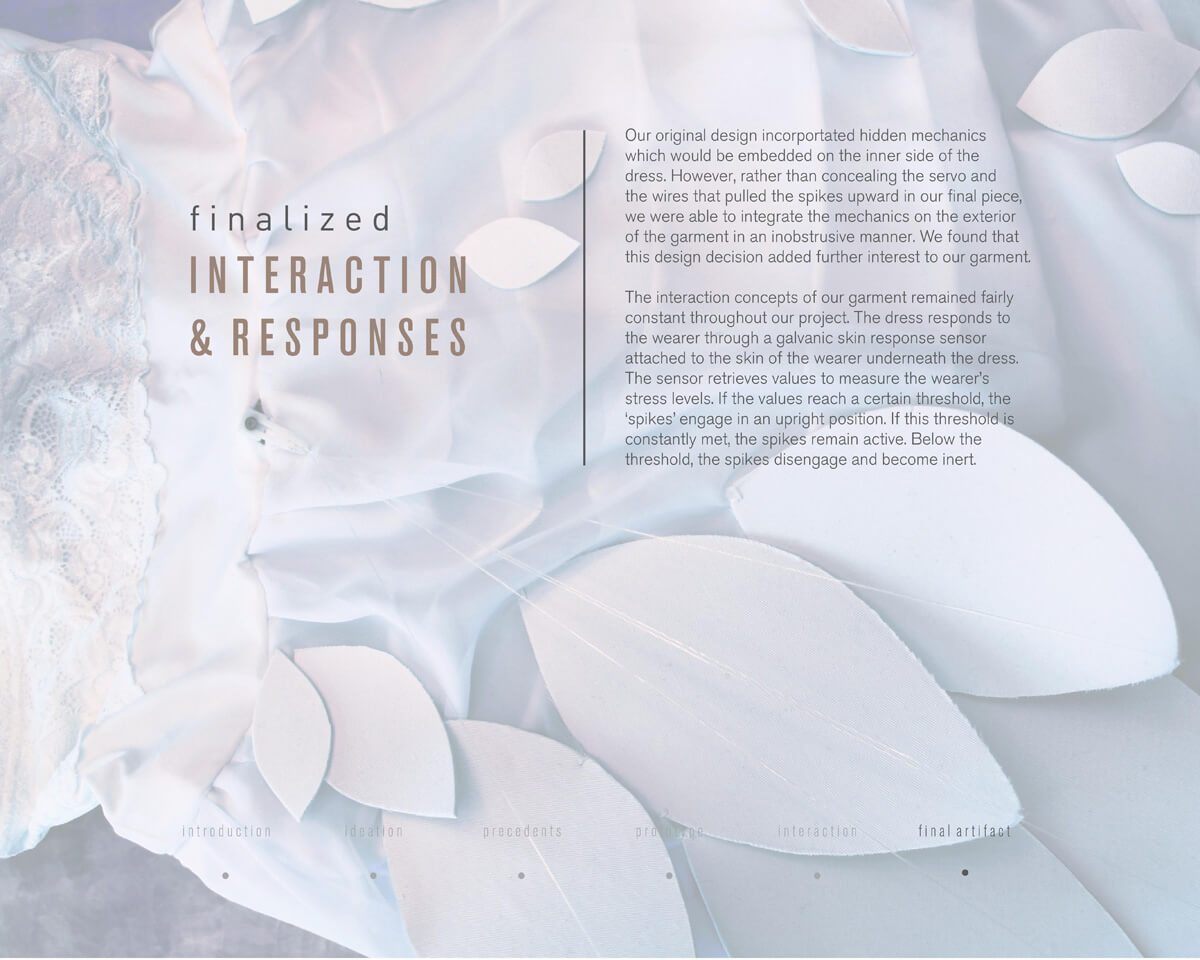 finalized
INTERACTION
& RESPONSES
Our original design incorportated hidden mechanics
which would be embedded on the inner side of the
dress. However, rather than concealing the servo and
the wires that pulled the spikes upward in our final piece,
we were able to integrate the mechanics on the exterior
of the garment in an inobstrusive manner. We found that
this design decision added further interest to our garment.
The interaction concepts of our garment remained fairly
constant throughout our project. The dress responds to
the wearer through a galvanic skin response sensor
attached to the skin of the wearer underneath the dress.
The sensor retrieves values to measure the wearer’s
stress levels. If the values reach a certain threshold, the
‘spikes’ engage in an upright position. If this threshold is
constantly met, the spikes remain active. Below the
threshold, the spikes disengage and become inert.
introduction ideation precedents prototype interaction final artifact